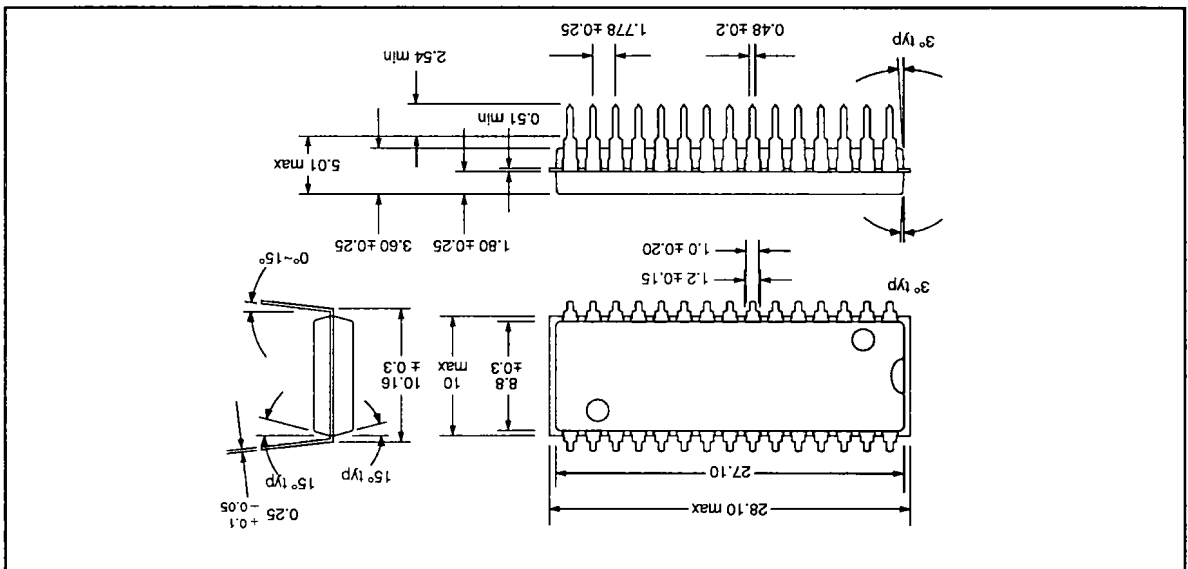 28.10 max
27.10
+ 0.1
0.25
− 0.05
15° typ
15° typ
8.8
±0.3
10
max
10.16
± 0.3
3° typ
1.2 ±0.15
1.0 ±0.20
0°~15°
1.80 ±0.25
3.60 ±0.25
5.01 max
0.51 min
2.54 min
3° typ
0.48 ±0.2
1.778 ±0.25